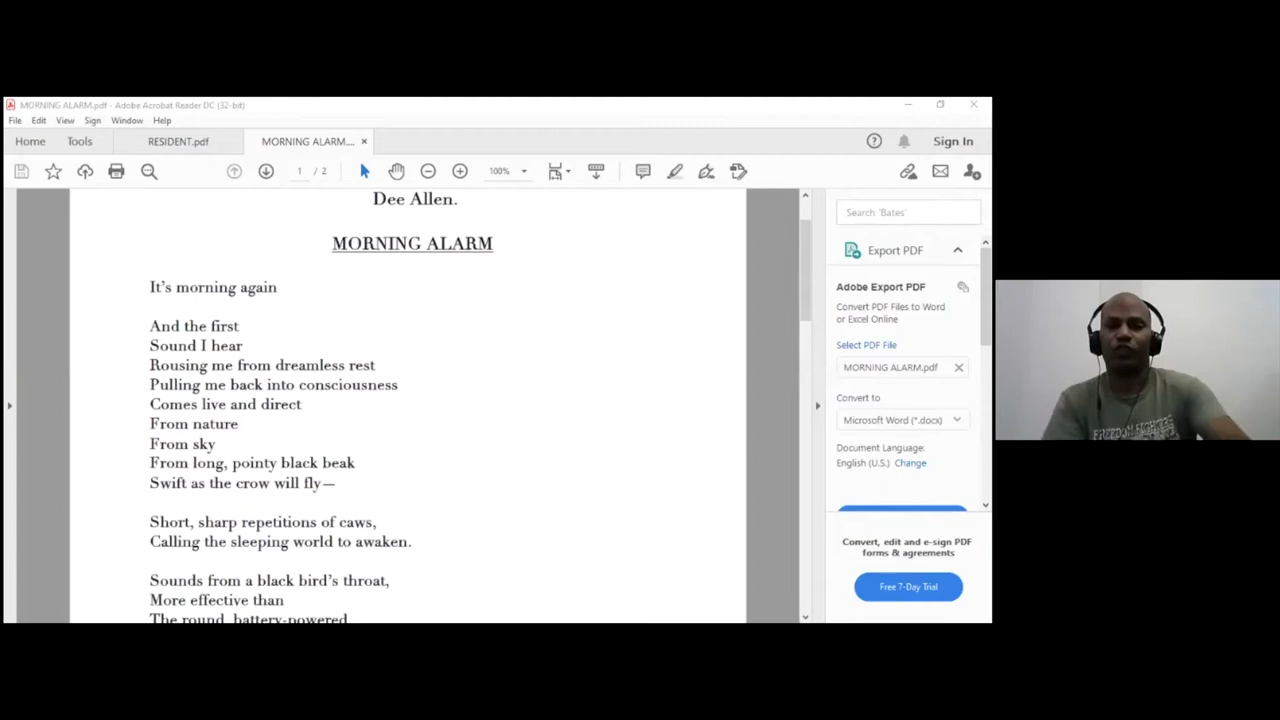 MORNING ALARM.pdf - Adobe Acrobat Reader DC (32-bit)
File Edit View Sign Window Help
Home Tools RESIDENT.pdf MORNING ALARM.... × Sign In
1 / 2 100%
Dee Allen.
MORNING ALARM
It's morning again
And the first
Sound I hear
Rousing me from dreamless rest
Pulling me back into consciousness
Comes live and direct
From nature
From sky
From long, pointy black beak
Swift as the crow will fly—
Short, sharp repetitions of caws,
Calling the sleeping world to awaken.
Sounds from a black bird's throat,
More effective than
The round, battery-powered
Search 'Bates'
Export PDF
Adobe Export PDF
Convert PDF Files to Word
or Excel Online
Select PDF File
MORNING ALARM.pdf
Convert to
Microsoft Word (*.docx)
Document Language:
English (U.S.) Change
Convert, edit and e-sign PDF
forms & agreements
Free 7-Day Trial
FREEDOM FIGHTERS